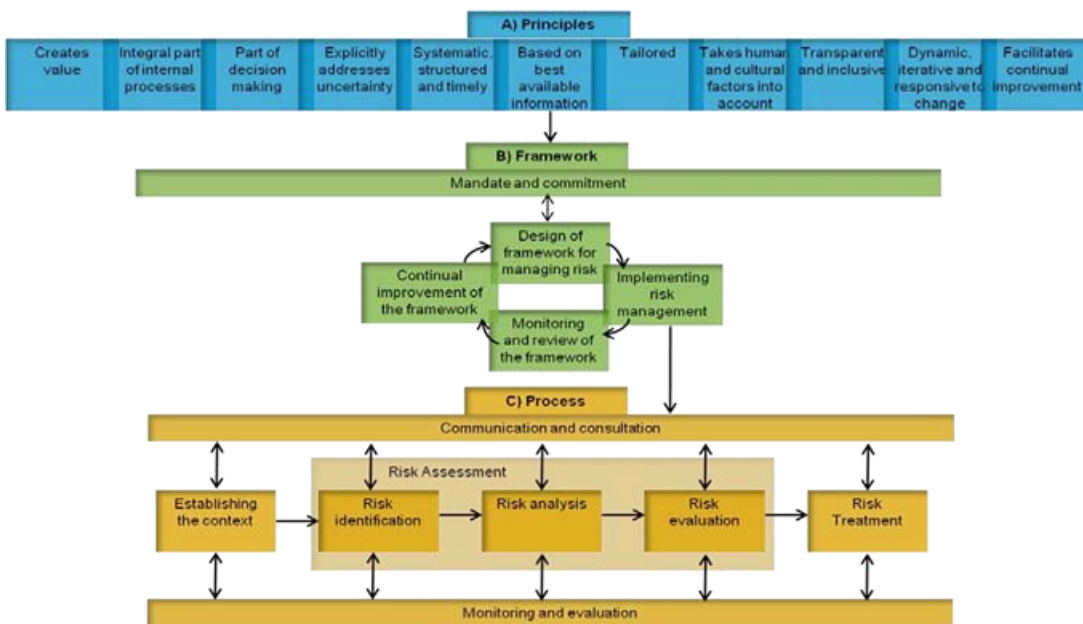 A) Principles
Creates
value
Integral part
of internal
processes
Part of
decision
making
Explicitly
addresses
uncertainty
Systematic,
structured
and timely
Based on
best
available
information
Tailored
Takes human
and cultural
factors into
account
Transparent
and inclusive
Dynamic,
iterative and
responsive to
change
Facilitates
continual
improvement
B) Framework
Mandate and commitment
Design of
framework for
managing risk
Continual
improvement of
the framework
Implementing
risk
management
Monitoring
and review of
the framework
C) Process
Communication and consultation
Risk Assessment
Establishing
the context
Risk
identification
Risk analysis
Risk
evaluation
Risk
Treatment
Monitoring and evaluation